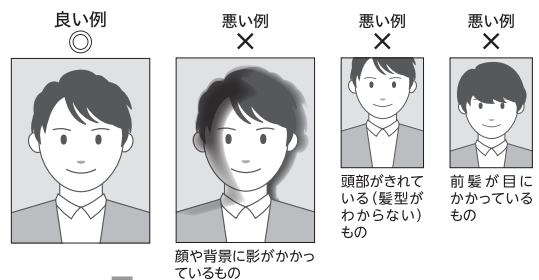 良い例
◎
悪い例
×
顔や背景に影がかかっ
ているもの
悪い例
×
頭部がきれて
いる(髪型が
わからない)
もの
悪い例
×
前髪が目に
かかっている
もの